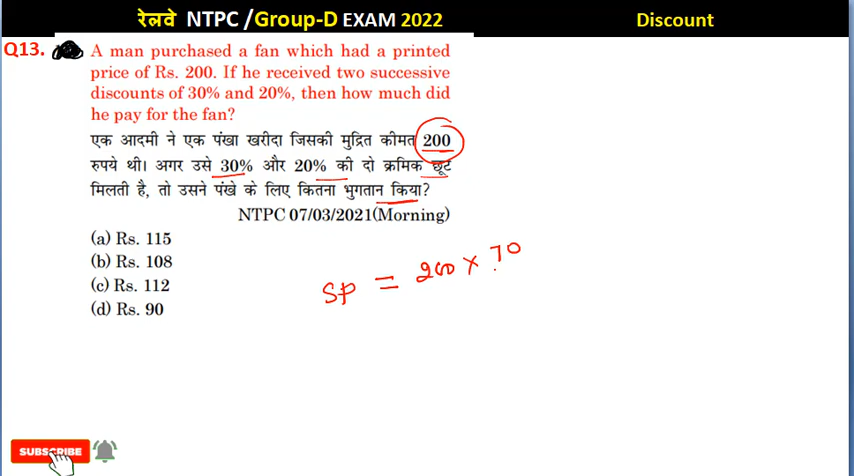 रेलवे NTPC /Group-D EXAM 2022
Discount
Q13.
A man purchased a fan which had a printed
price of Rs. 200. If he received two successive
discounts of 30% and 20%, then how much did
he pay for the fan?
एक आदमी ने एक पंखा खरीदा जिसकी मुद्रित कीमत 200
रुपये थी। अगर उसे 30% और 20% की दो क्रमिक छूट
मिलती है, तो उसने पंखे के लिए कितना भुगतान किया?
NTPC 07/03/2021(Morning)
(a) Rs. 115
(b) Rs. 108
(c) Rs. 112
(d) Rs. 90
SP = 200 × 70
SUBSCRIBE